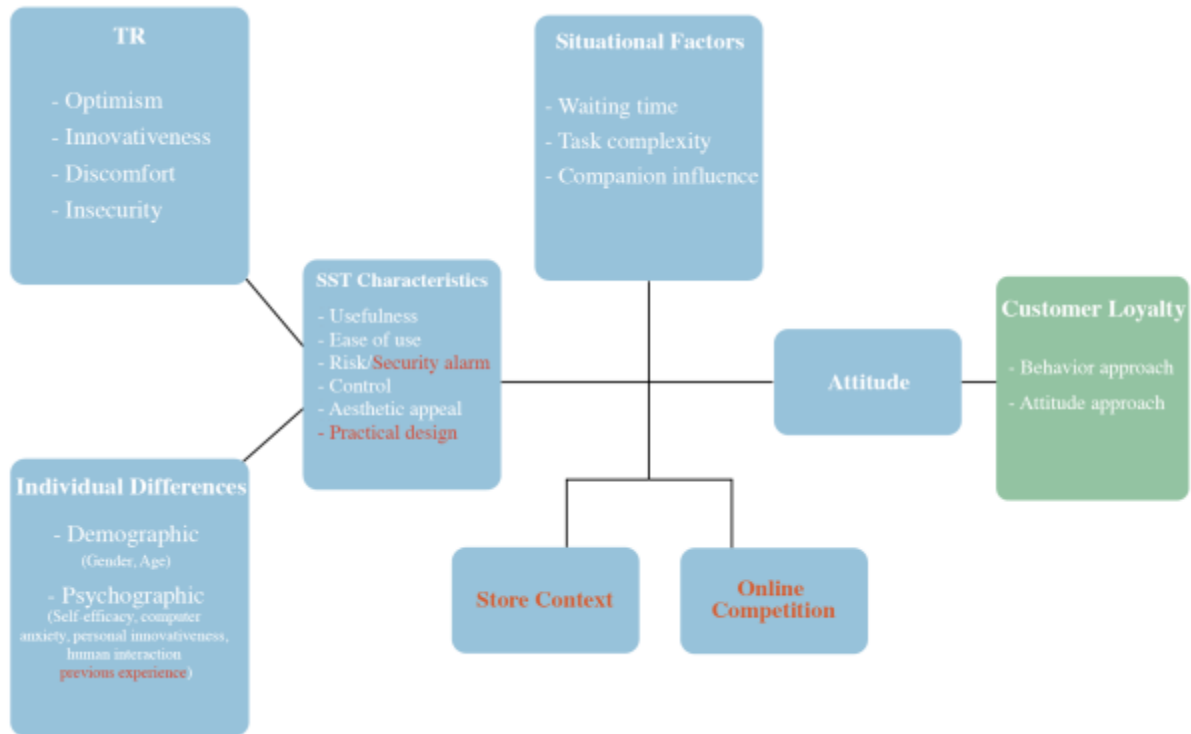 TR
- Optimism
- Innovativeness
- Discomfort
- Insecurity
Situational Factors
- Waiting time
- Task complexity
- Companion influence
SST Characteristics
- Usefulness
- Ease of use
- Risk/Security alarm
- Control
- Aesthetic appeal
- Practical design
Attitude
Customer Loyalty
- Behavior approach
- Attitude approach
Individual Differences
- Demographic
(Gender, Age)
- Psychographic
(Self-efficacy, computer
anxiety, personal innovativeness,
human interaction
previous experience)
Store Context
Online
Competition